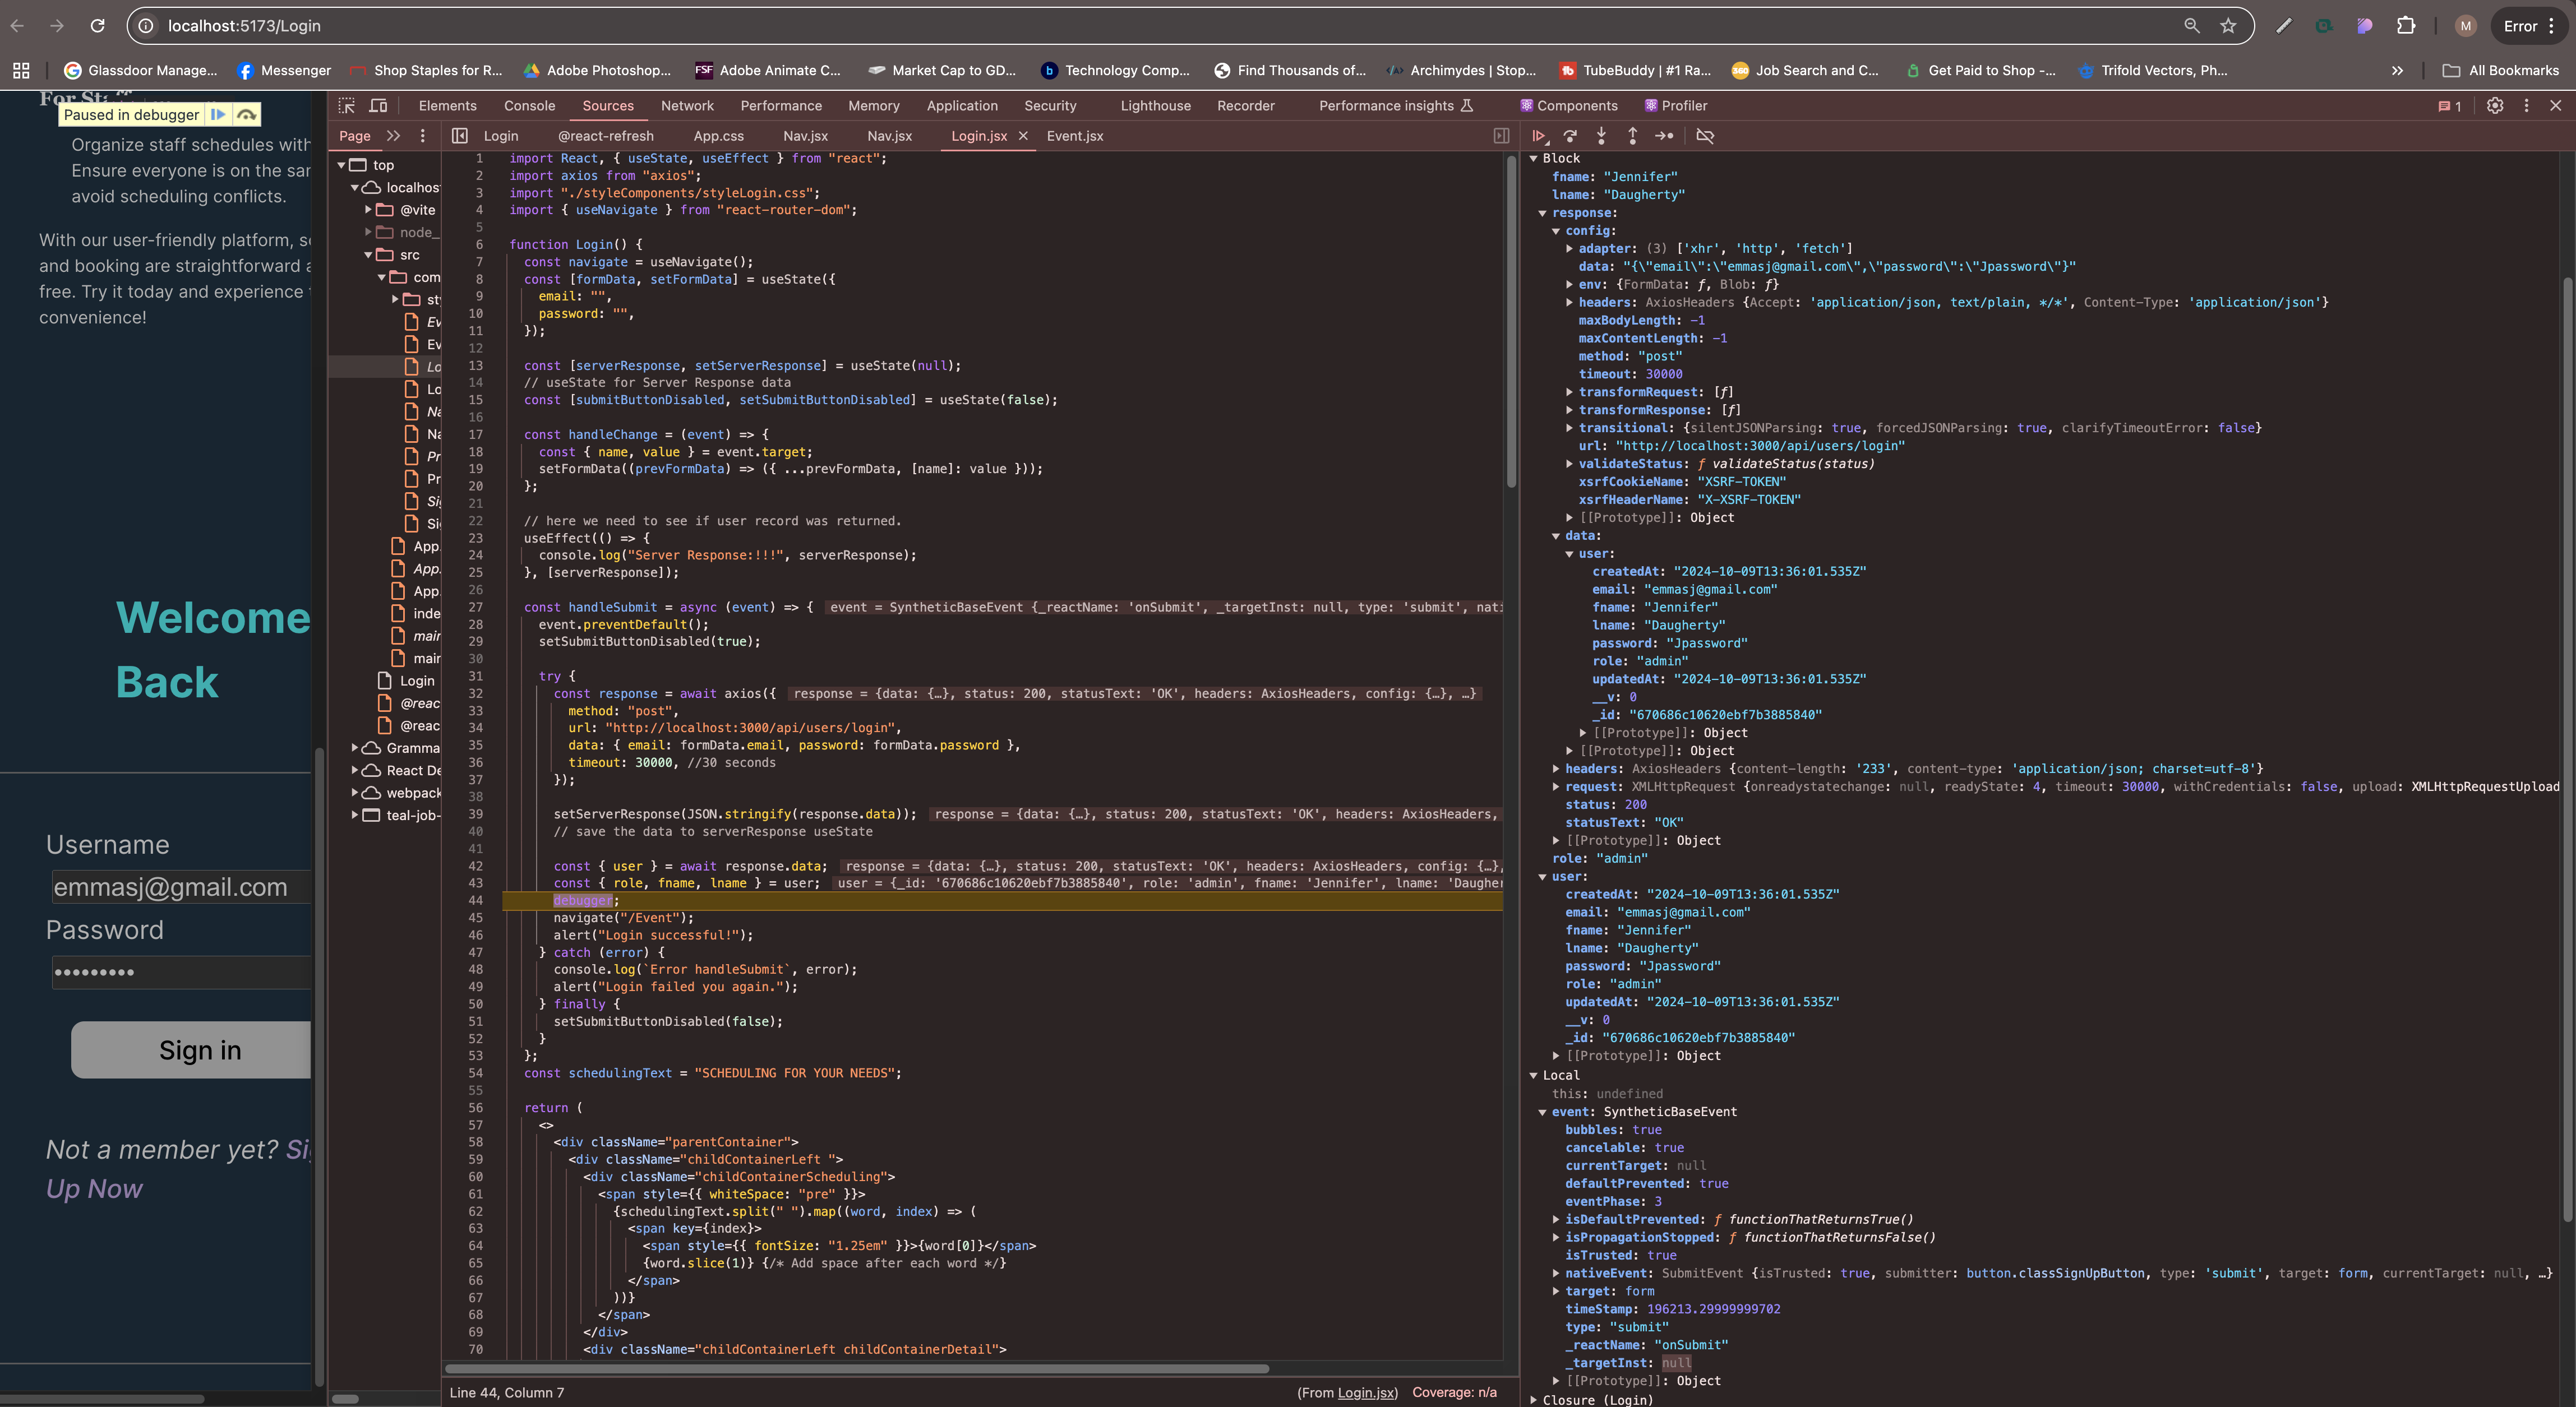 localhost:5173/Login
M
Error
Glassdoor Manage...
Messenger
Shop Staples for R...
Adobe Photoshop...
FSF
Adobe Animate C...
Market Cap to GD...
b
Technology Comp...
Find Thousands of...
Archimydes | Stop...
tb
TubeBuddy | #1 Ra...
360
Job Search and C...
Get Paid to Shop -...
Trifold Vectors, Ph...
All Bookmarks
Paused in debugger
Organize staff schedules with
Ensure everyone is on the sar
avoid scheduling conflicts.
With our user-friendly platform, s
and booking are straightforward a
free. Try it today and experience
convenience!
Welcome
Back
Username
emmasj@gmail.com
Password
•••••••••
Sign in
Not a member yet? Si
Up Now
Elements
Console
Sources
Network
Performance
Memory
Application
Security
Lighthouse
Recorder
Performance insights
Components
Profiler
1
Page
Login
@react-refresh
App.css
Nav.jsx
Nav.jsx
Login.jsx
Event.jsx
top
localhos
@vite
node_
src
com
st
Ev
Ev
Lo
Lo
Na
Na
Pr
Pr
Si
Si
App
App.
App
inde
mair
mair
Login
@reac
@reac
Gramma
React De
webpack
teal-job-
1 import React, { useState, useEffect } from "react";
2 import axios from "axios";
3 import "./styleComponents/styleLogin.css";
4 import { useNavigate } from "react-router-dom";
5
6 function Login() {
7 const navigate = useNavigate();
8 const [formData, setFormData] = useState({
9 email: "",
10 password: "",
11 });
12
13 const [serverResponse, setServerResponse] = useState(null);
14 // useState for Server Response data
15 const [submitButtonDisabled, setSubmitButtonDisabled] = useState(false);
16
17 const handleChange = (event) => {
18 const { name, value } = event.target;
19 setFormData((prevFormData) => ({ ...prevFormData, [name]: value }));
20 };
21
22 // here we need to see if user record was returned.
23 useEffect(() => {
24 console.log("Server Response:!!!", serverResponse);
25 }, [serverResponse]);
26
27 const handleSubmit = async (event) => { event = SyntheticBaseEvent {_reactName: 'onSubmit', _targetInst: null, type: 'submit', nati
28 event.preventDefault();
29 setSubmitButtonDisabled(true);
30
31 try {
32 const response = await axios({ response = {data: {…}, status: 200, statusText: 'OK', headers: AxiosHeaders, config: {…}, …}
33 method: "post",
34 url: "http://localhost:3000/api/users/login",
35 data: { email: formData.email, password: formData.password },
36 timeout: 30000, //30 seconds
37 });
38
39 setServerResponse(JSON.stringify(response.data)); response = {data: {…}, status: 200, statusText: 'OK', headers: AxiosHeaders,
40 // save the data to serverResponse useState
41
42 const { user } = await response.data; response = {data: {…}, status: 200, statusText: 'OK', headers: AxiosHeaders, config: {…},
43 const { role, fname, lname } = user; user = {_id: '670686c10620ebf7b3885840', role: 'admin', fname: 'Jennifer', lname: 'Daugher
44 debugger;
45 navigate("/Event");
46 alert("Login successful!");
47 } catch (error) {
48 console.log(`Error handleSubmit`, error);
49 alert("Login failed you again.");
50 } finally {
51 setSubmitButtonDisabled(false);
52 }
53 };
54 const schedulingText = "SCHEDULING FOR YOUR NEEDS";
55
56 return (
57 <>
58 <div className="parentContainer">
59 <div className="childContainerLeft ">
60 <div className="childContainerScheduling">
61 <span style={{ whiteSpace: "pre" }}>
62 {schedulingText.split(" ").map((word, index) => (
63 <span key={index}>
64 <span style={{ fontSize: "1.25em" }}>{word[0]}</span>
65 {word.slice(1)} {/* Add space after each word */}
66 </span>
67 ))}
68 </span>
69 </div>
70 <div className="childContainerLeft childContainerDetail">
Line 44, Column 7
(From Login.jsx)
Coverage: n/a
Block
fname: "Jennifer"
lname: "Daugherty"
response:
config:
adapter: (3) ['xhr', 'http', 'fetch']
data: "{\"email\":\"emmasj@gmail.com\",\"password\":\"Jpassword\"}"
env: {FormData: ƒ, Blob: ƒ}
headers: AxiosHeaders {Accept: 'application/json, text/plain, */*', Content-Type: 'application/json'}
maxBodyLength: -1
maxContentLength: -1
method: "post"
timeout: 30000
transformRequest: [ƒ]
transformResponse: [ƒ]
transitional: {silentJSONParsing: true, forcedJSONParsing: true, clarifyTimeoutError: false}
url: "http://localhost:3000/api/users/login"
validateStatus: ƒ validateStatus(status)
xsrfCookieName: "XSRF-TOKEN"
xsrfHeaderName: "X-XSRF-TOKEN"
[[Prototype]]: Object
data:
user:
createdAt: "2024-10-09T13:36:01.535Z"
email: "emmasj@gmail.com"
fname: "Jennifer"
lname: "Daugherty"
password: "Jpassword"
role: "admin"
updatedAt: "2024-10-09T13:36:01.535Z"
__v: 0
_id: "670686c10620ebf7b3885840"
[[Prototype]]: Object
[[Prototype]]: Object
headers: AxiosHeaders {content-length: '233', content-type: 'application/json; charset=utf-8'}
request: XMLHttpRequest {onreadystatechange: null, readyState: 4, timeout: 30000, withCredentials: false, upload: XMLHttpRequestUpload
status: 200
statusText: "OK"
[[Prototype]]: Object
role: "admin"
user:
createdAt: "2024-10-09T13:36:01.535Z"
email: "emmasj@gmail.com"
fname: "Jennifer"
lname: "Daugherty"
password: "Jpassword"
role: "admin"
updatedAt: "2024-10-09T13:36:01.535Z"
__v: 0
_id: "670686c10620ebf7b3885840"
[[Prototype]]: Object
Local
this: undefined
event: SyntheticBaseEvent
bubbles: true
cancelable: true
currentTarget: null
defaultPrevented: true
eventPhase: 3
isDefaultPrevented: ƒ functionThatReturnsTrue()
isPropagationStopped: ƒ functionThatReturnsFalse()
isTrusted: true
nativeEvent: SubmitEvent {isTrusted: true, submitter: button.classSignUpButton, type: 'submit', target: form, currentTarget: null, …}
target: form
timeStamp: 196213.29999999702
type: "submit"
_reactName: "onSubmit"
_targetInst: null
[[Prototype]]: Object
Closure (Login)